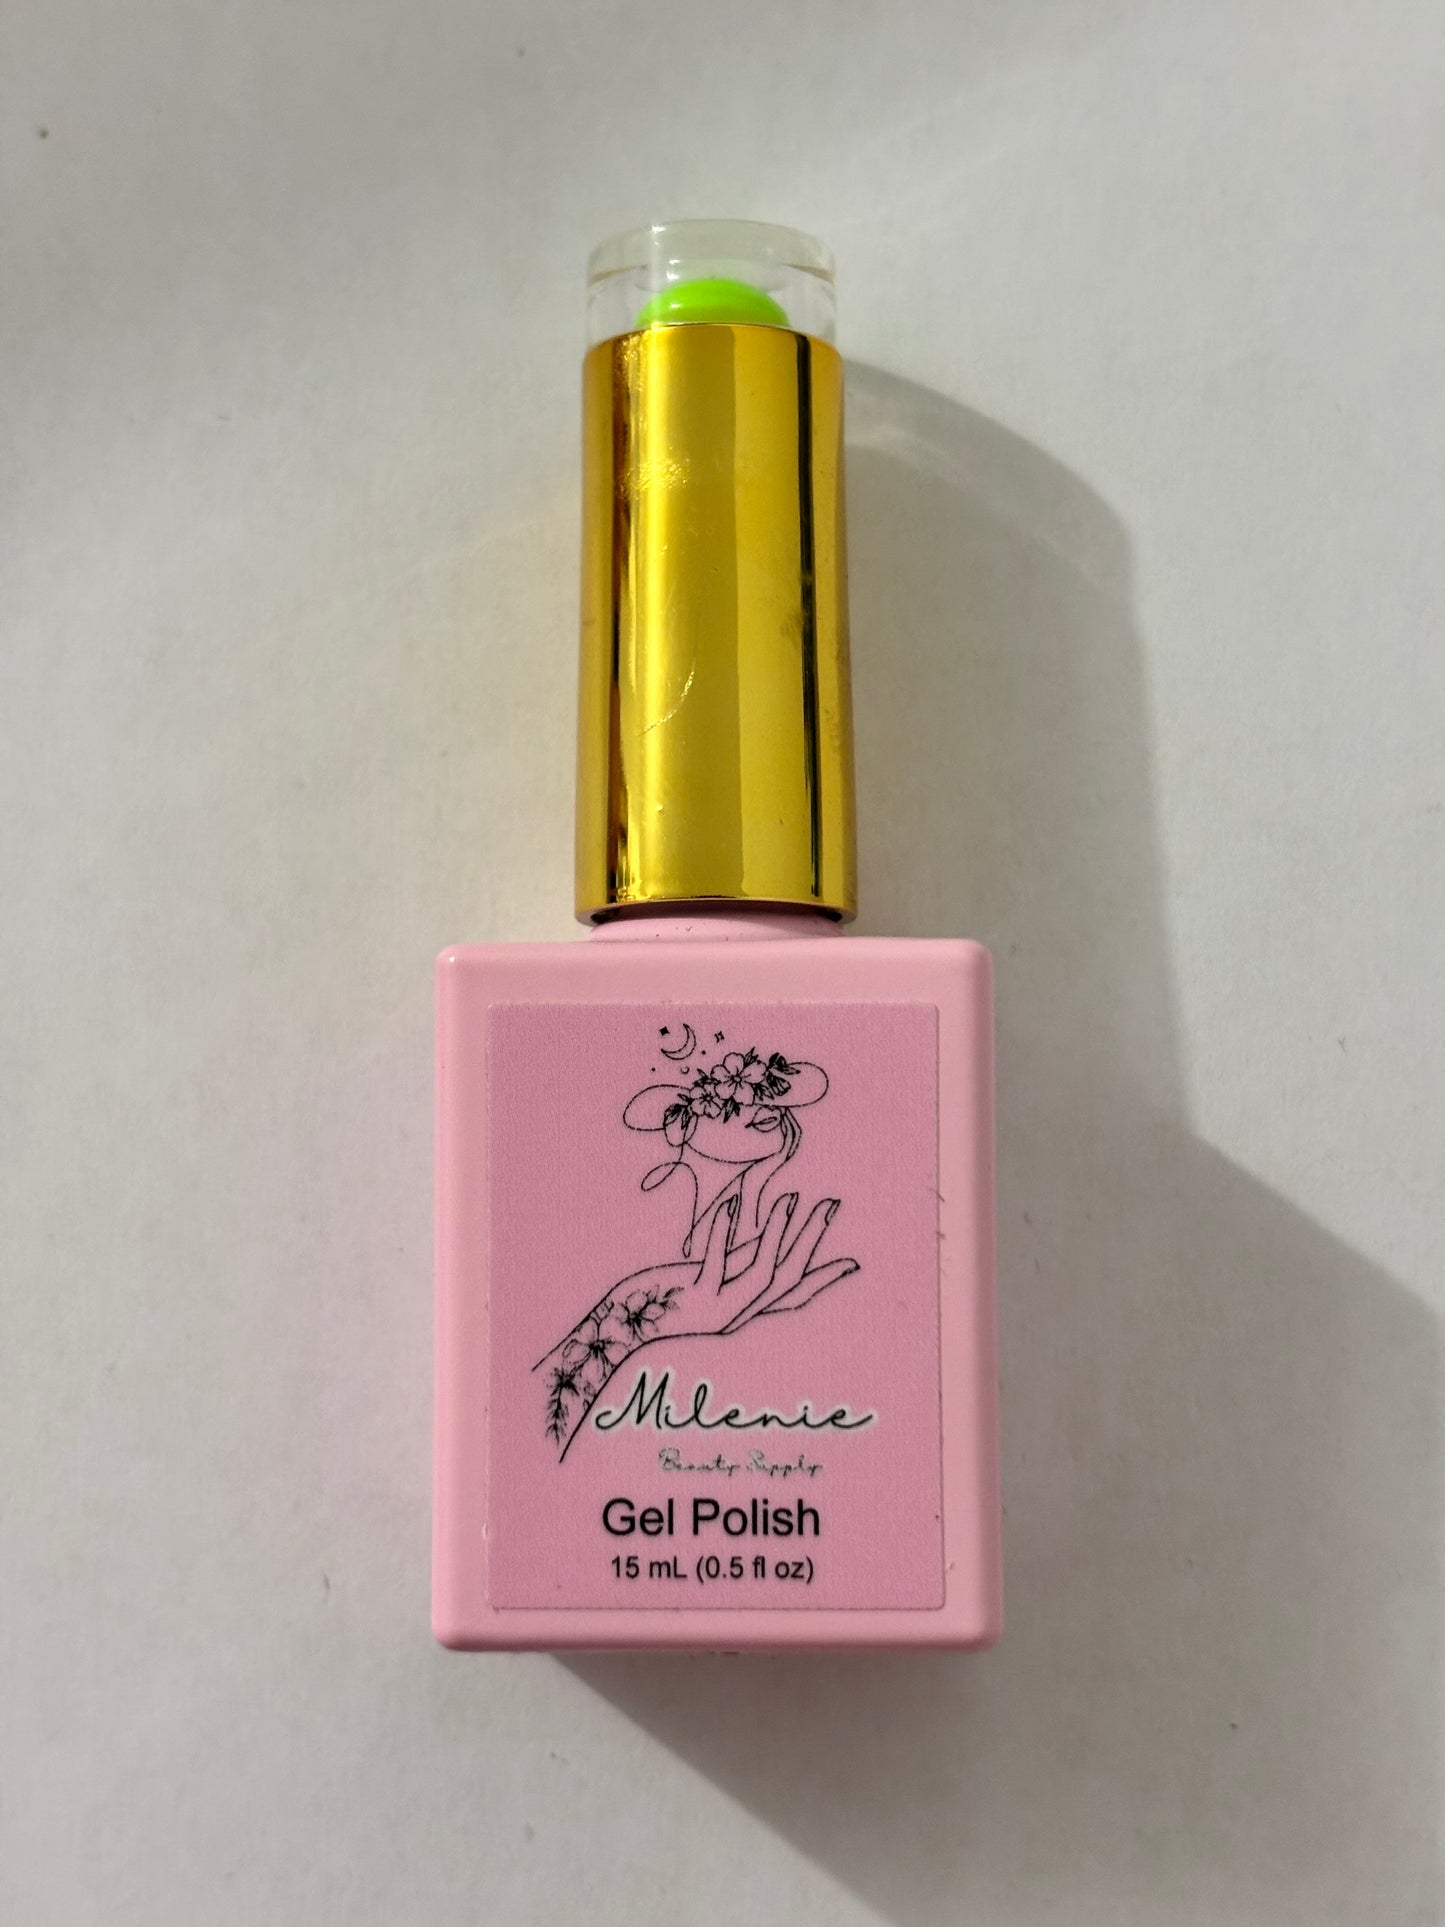 Milenie
Beauty Supply
Gel Polish
15 mL (0.5 fl oz)